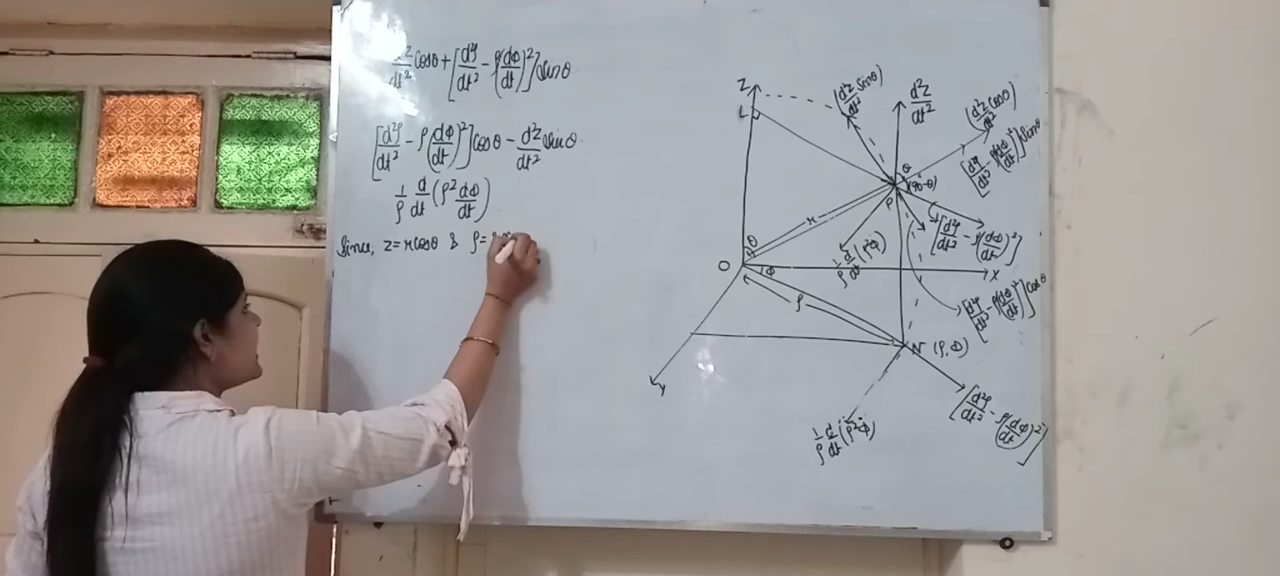 cosθ + [d²ρ/dt² - ρ(dΦ/dt)²] sinθ
[d²ρ/dt² - ρ(dΦ/dt)²] cosθ - d²z/dt² sinθ
1/ρ d/dt (ρ² dΦ/dt)
Since, z = r cosθ & ρ =
Z
L
(d²z/dt² sinθ)
d²z/dt²
(d²z/dt² cosθ)
[d²ρ/dt² - ρ(dΦ/dt)²] sinθ
θ
(90-θ)
P
r
[d²ρ/dt² - ρ(dΦ/dt)²]
1/ρ d/dt (ρ²Φ̇)
θ
O
Φ
X
ρ
[d²ρ/dt² - ρ(dΦ/dt)²] cosθ
N (ρ, Φ)
Y
[d²ρ/dt² - ρ(dΦ/dt)²]
1/ρ d/dt (ρ²Φ̇)